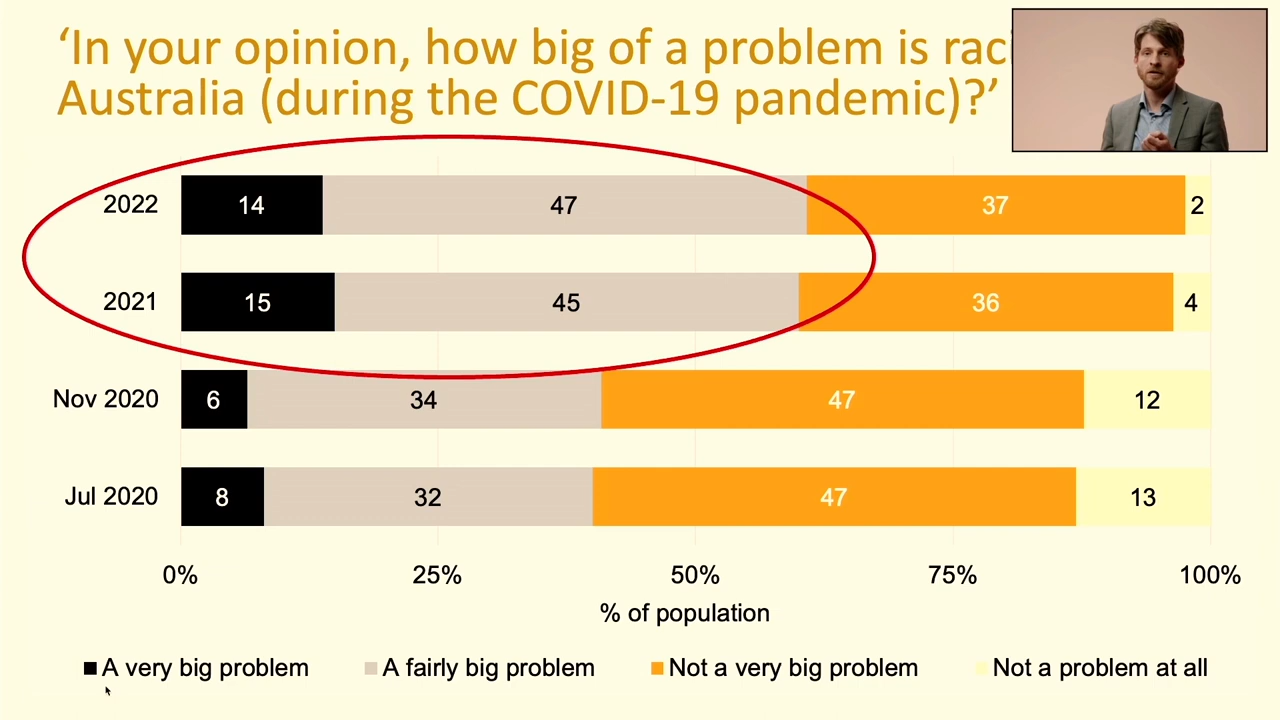 ‘In your opinion, how big of a problem is
Australia (during the COVID-19 pandemic)?’
2022 14 47 37 2
2021 15 45 36 4
Nov 2020 6 34 47 12
Jul 2020 8 32 47 13
0% 25% 50% 75% 100%
% of population
A very big problem A fairly big problem Not a very big problem Not a problem at all